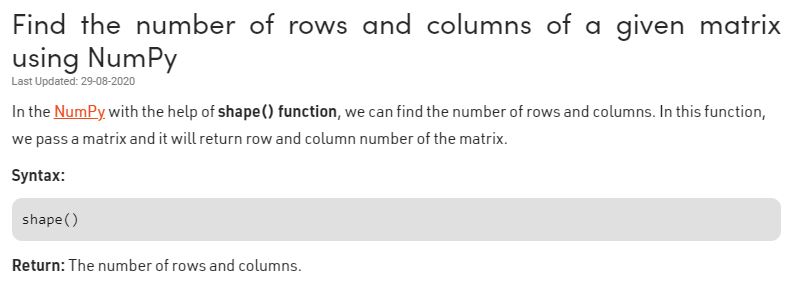 Find the number of rows and columns of a given matrix
using NumPy
Last Updated: 29-08-2020
In the NumPy with the help of shape() function, we can find the number of rows and columns. In this function,
we pass a matrix and it will return row and column number of the matrix.
Syntax:
shape()
Return: The number of rows and columns.